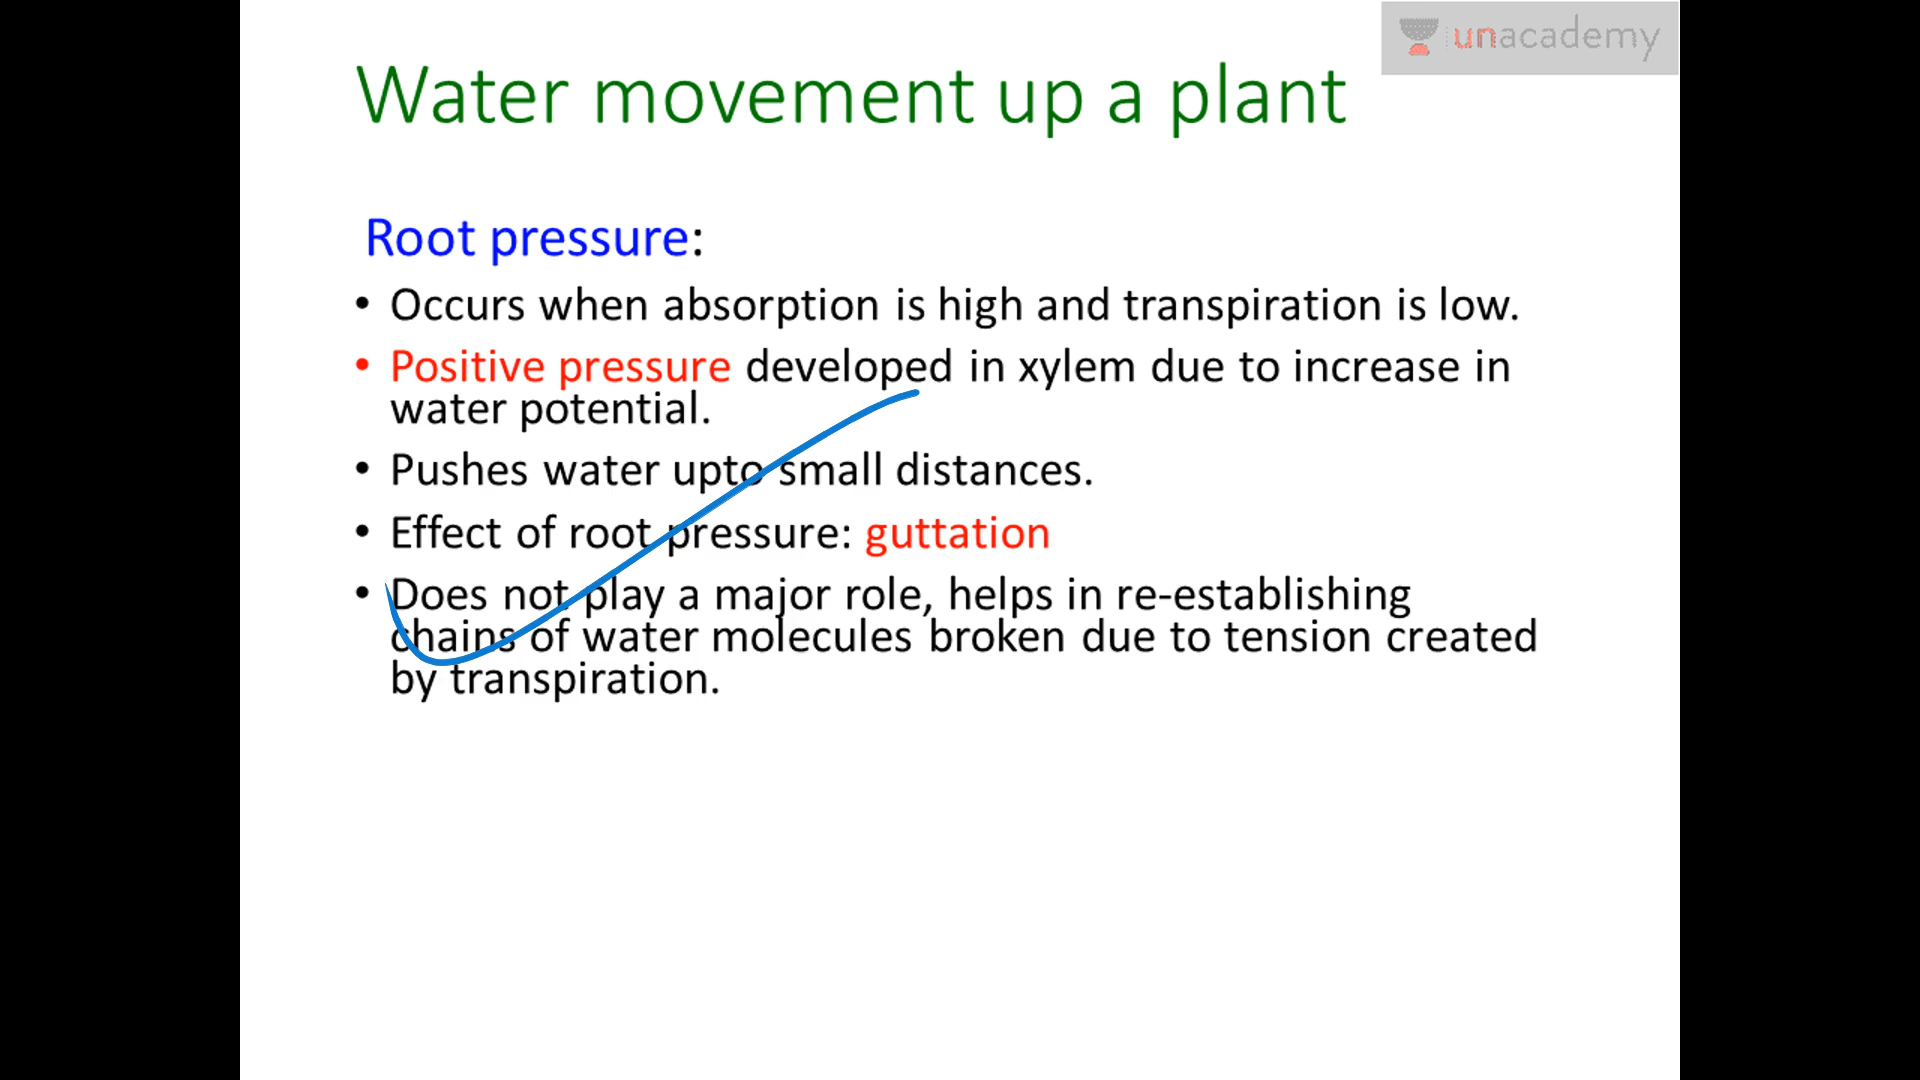 unacademy
Water movement up a plant
Root pressure:
• Occurs when absorption is high and transpiration is low.
• Positive pressure developed in xylem due to increase in
water potential.
• Pushes water upto small distances.
• Effect of root pressure: guttation
• Does not play a major role, helps in re-establishing
chains of water molecules broken due to tension created
by transpiration.